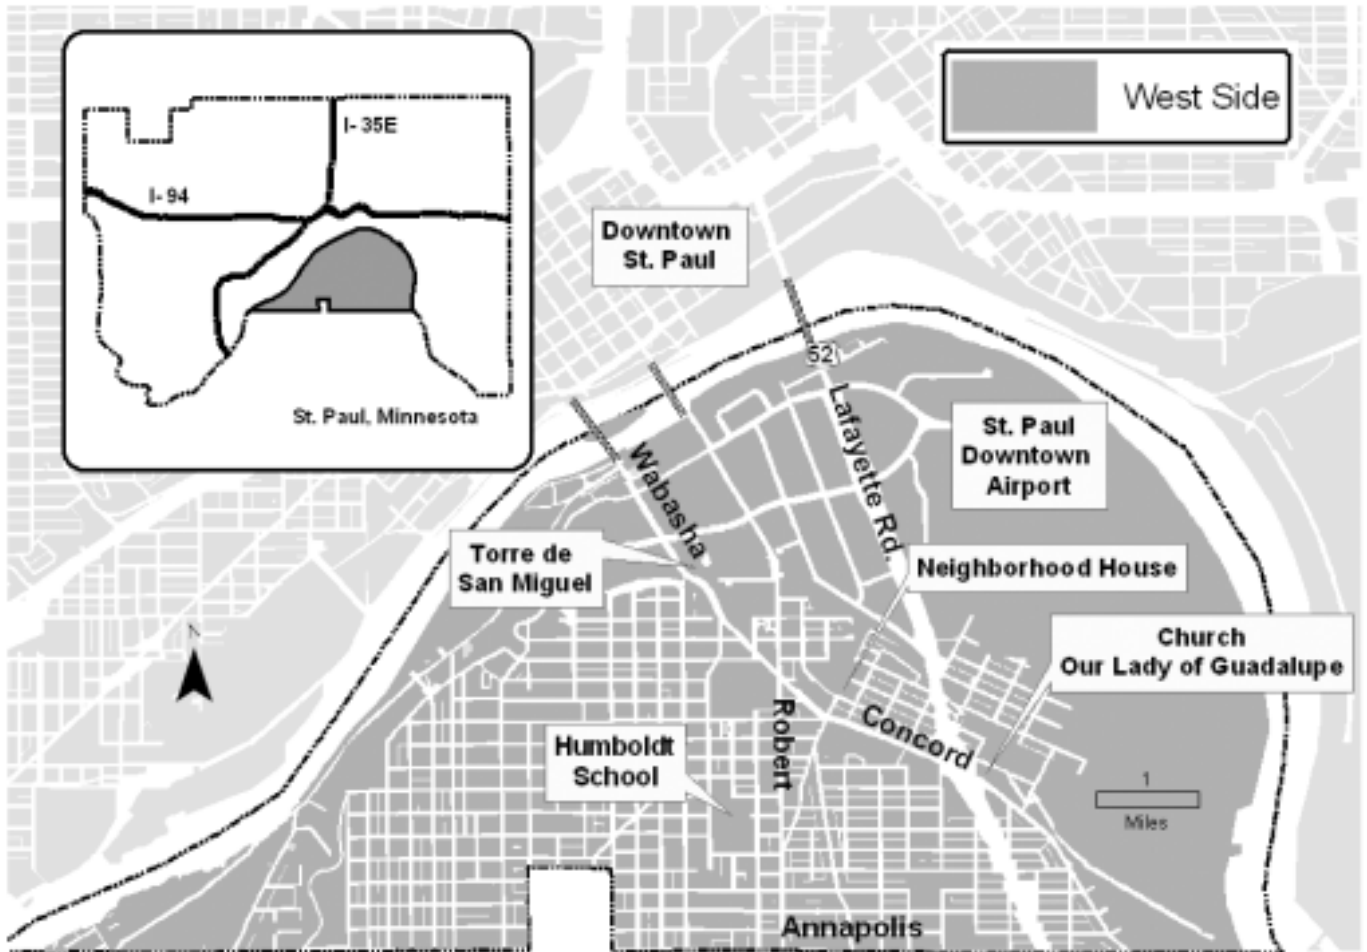 I- 35E
I- 94
St. Paul, Minnesota
West Side
Downtown
St. Paul
52
Lafayette Rd.
St. Paul
Downtown
Airport
Wabasha
Torre de
San Miguel
Neighborhood House
Church
Our Lady of Guadalupe
N
Robert
Concord
Humboldt
School
1
Miles
Annapolis